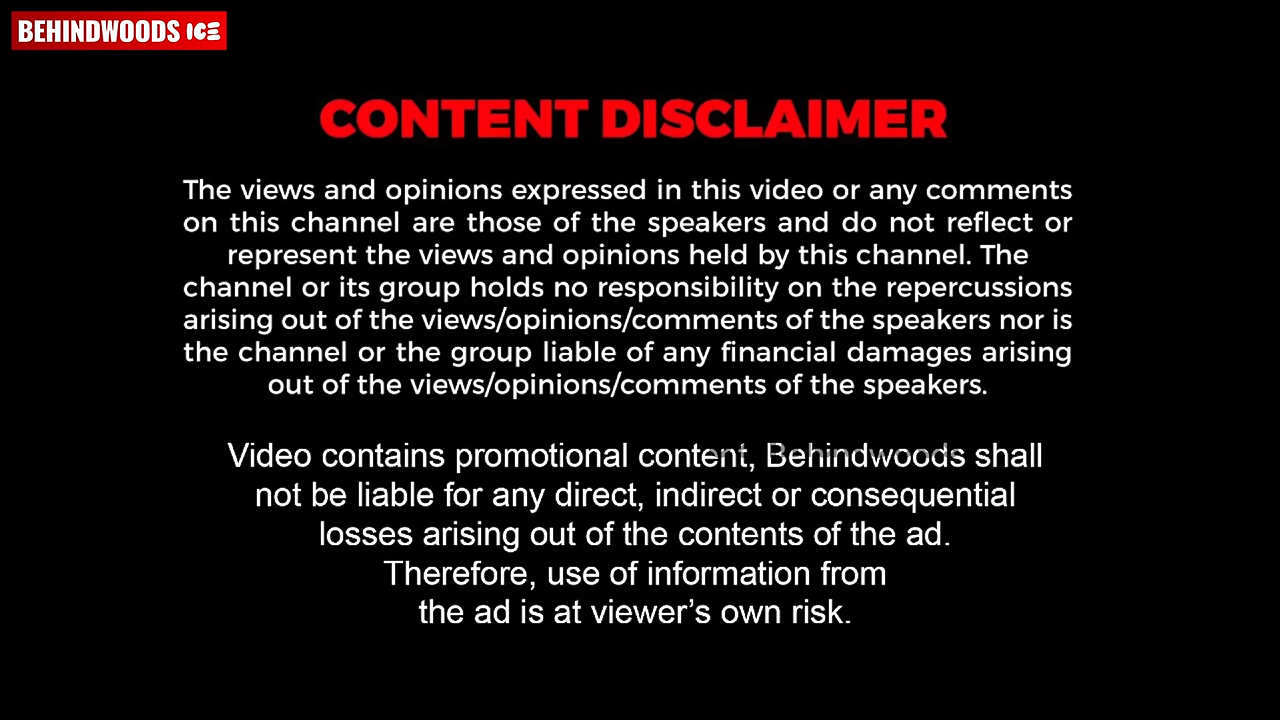 BEHINDWOODS ICE
CONTENT DISCLAIMER
The views and opinions expressed in this video or any comments
on this channel are those of the speakers and do not reflect or
represent the views and opinions held by this channel. The
channel or its group holds no responsibility on the repercussions
arising out of the views/opinions/comments of the speakers nor is
the channel or the group liable of any financial damages arising
out of the views/opinions/comments of the speakers.
Video contains promotional content, Behindwoods shall
not be liable for any direct, indirect or consequential
losses arising out of the contents of the ad.
Therefore, use of information from
the ad is at viewer’s own risk.